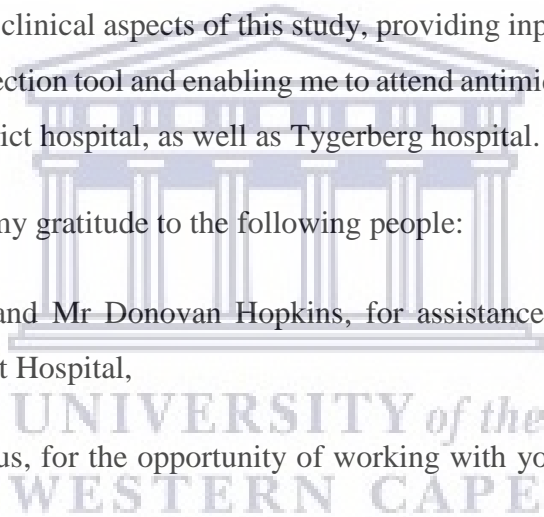 clinical aspects of this study, providing inp
ection tool and enabling me to attend antimic
ict hospital, as well as Tygerberg hospital.
my gratitude to the following people:
and Mr Donovan Hopkins, for assistance
t Hospital,
UNIVERSITY of the
us, for the opportunity of working with yo
WESTERN CAPE